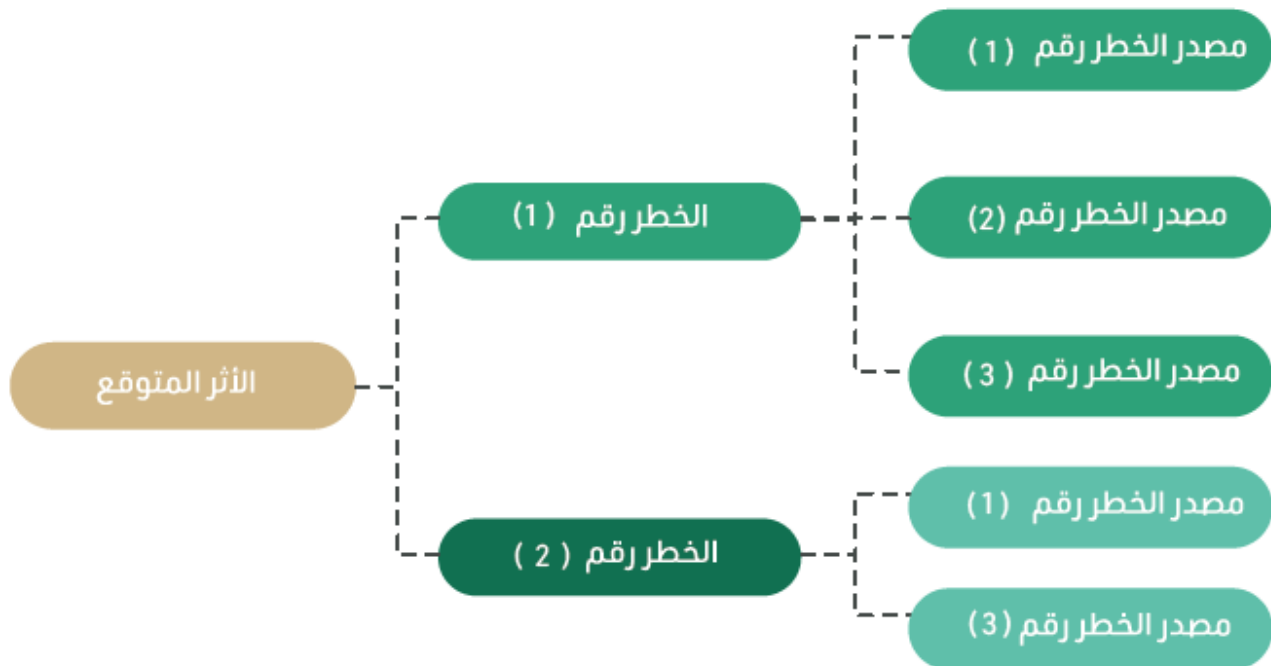 مصدر الخطر رقم (1)
مصدر الخطر رقم (2)
مصدر الخطر رقم (3)
مصدر الخطر رقم (1)
مصدر الخطر رقم (3)
الخطر رقم (1)
الخطر رقم (2)
الأثر المتوقع